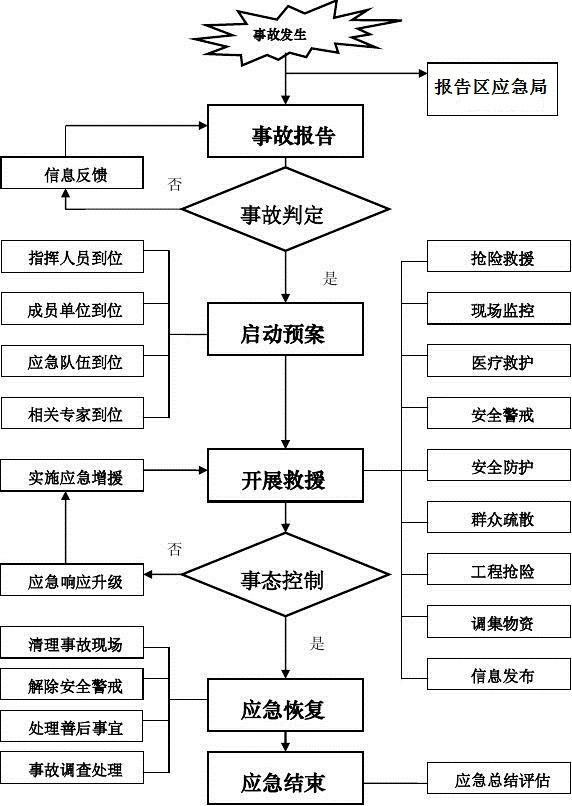 事故发生
报告区应急局
事故报告
信息反馈
否
事故判定
是
指挥人员到位
成员单位到位
应急队伍到位
相关专家到位
启动预案
抢险救援
现场监控
医疗救护
安全警戒
安全防护
群众疏散
工程抢险
调集物资
信息发布
实施应急增援
开展救援
否
应急响应升级
事态控制
是
清理事故现场
解除安全警戒
处理善后事宜
事故调查处理
应急恢复
应急结束
应急总结评估